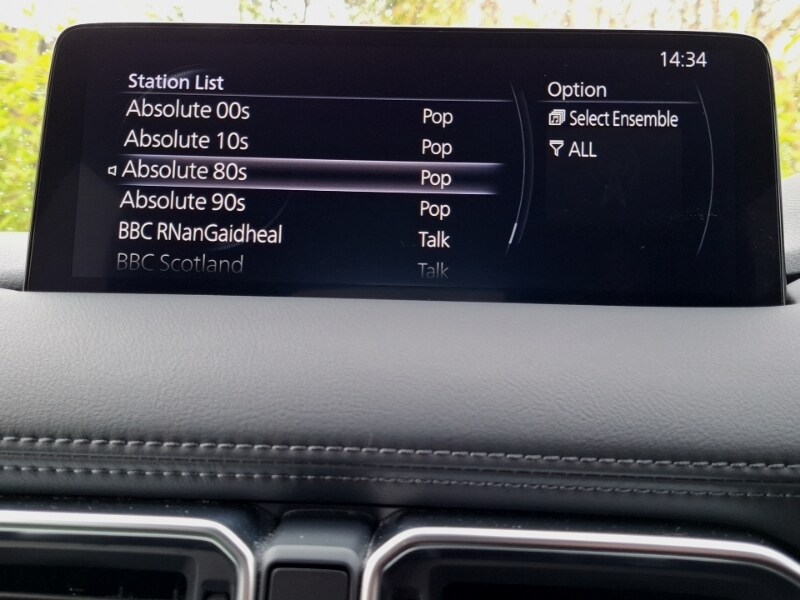 14:34
Station List
Absolute 00s Pop
Absolute 10s Pop
Absolute 80s Pop
Absolute 90s Pop
BBC RNanGaidheal Talk
BBC Scotland Talk
Option
Select Ensemble
ALL